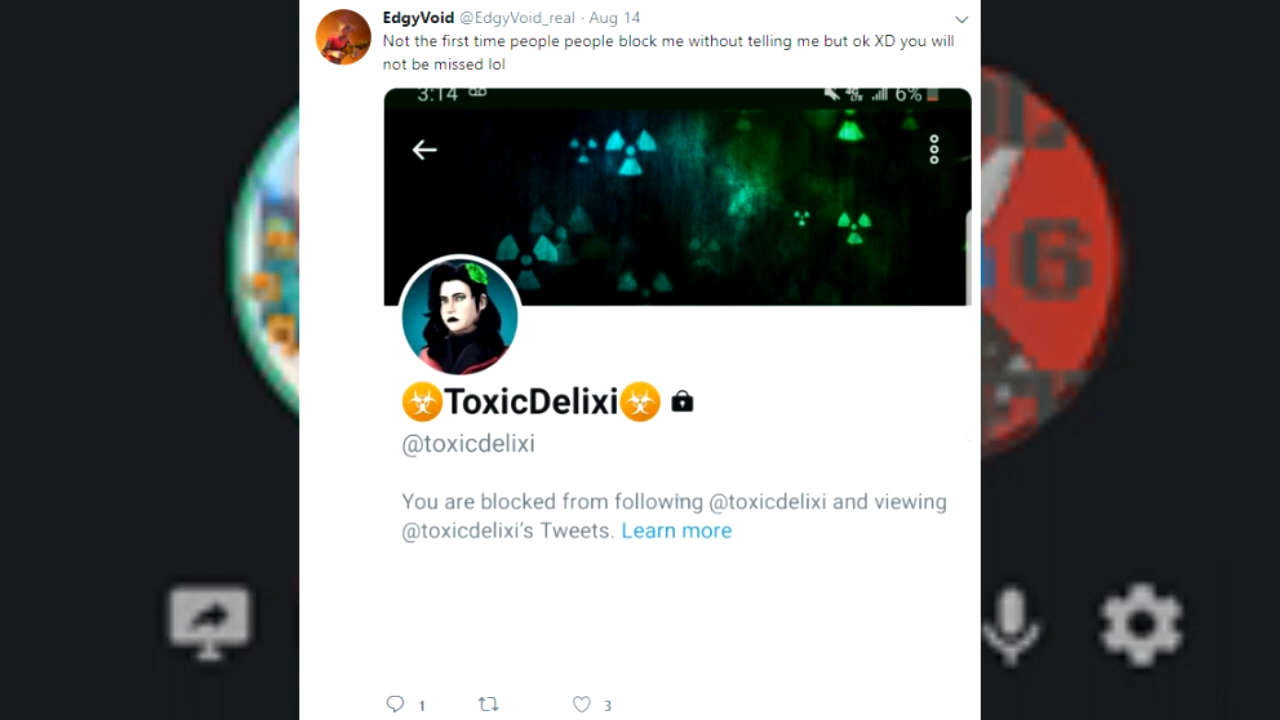 EdgyVoid @EdgyVoid_real · Aug 14
Not the first time people people block me without telling me but ok XD you will
not be missed lol
3:14 6%
☣ToxicDelixi☣
@toxicdelixi
You are blocked from following @toxicdelixi and viewing
@toxicdelixi's Tweets. Learn more
1 3
6